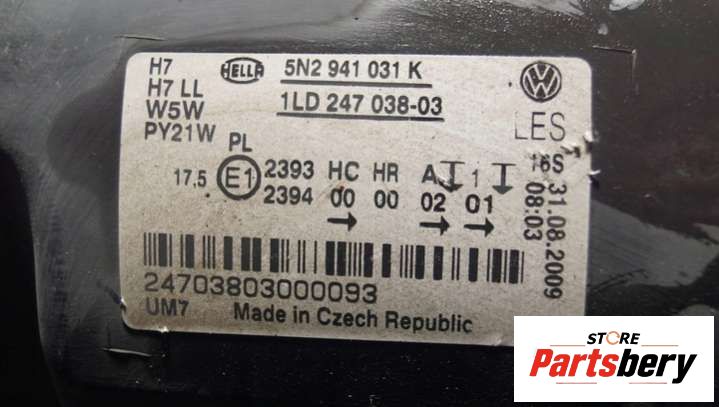 H7
H7 LL
W5W
PY21W
HELLA
5N2 941 031 K
1LD 247 038-03
LES
PL
17,5
E1
2393 HC HR A 1
2394 00 00 02 01
31.08.2009
08:03
24703803000093
UM7 Made in Czech Republic
STORE
Partsbery